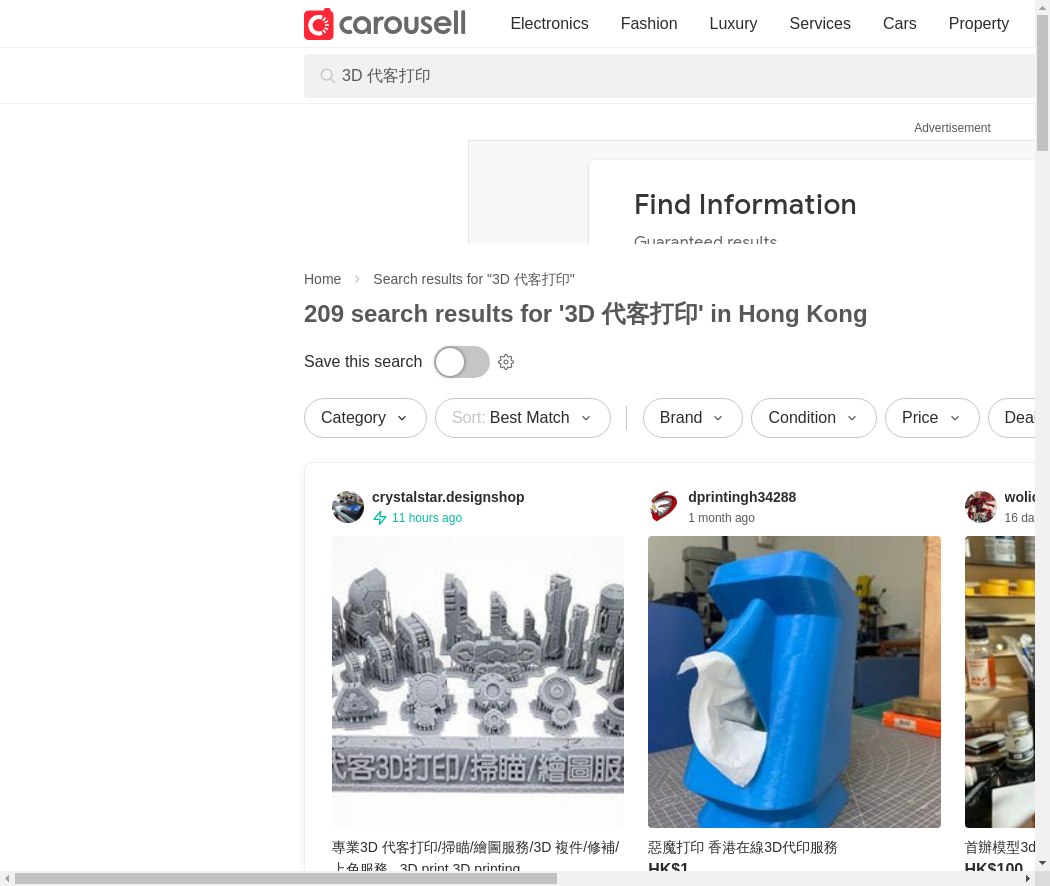 carousell
Electronics Fashion Luxury Services Cars Property
3D 代客打印
Advertisement
Find Information
Guaranteed results
Home Search results for "3D 代客打印"
209 search results for '3D 代客打印' in Hong Kong
Save this search
Category Sort: Best Match Brand Condition Price Deal
crystalstar.designshop
11 hours ago
dprintingh34288
1 month ago
wolic
16 da
代客3D打印/掃瞄/繪圖服
專業3D 代客打印/掃瞄/繪圖服務/3D 複件/修補/
上色服務，3D print 3D printing
惡魔打印 香港在線3D代印服務
HK$1
首辦模型3d
HK$100